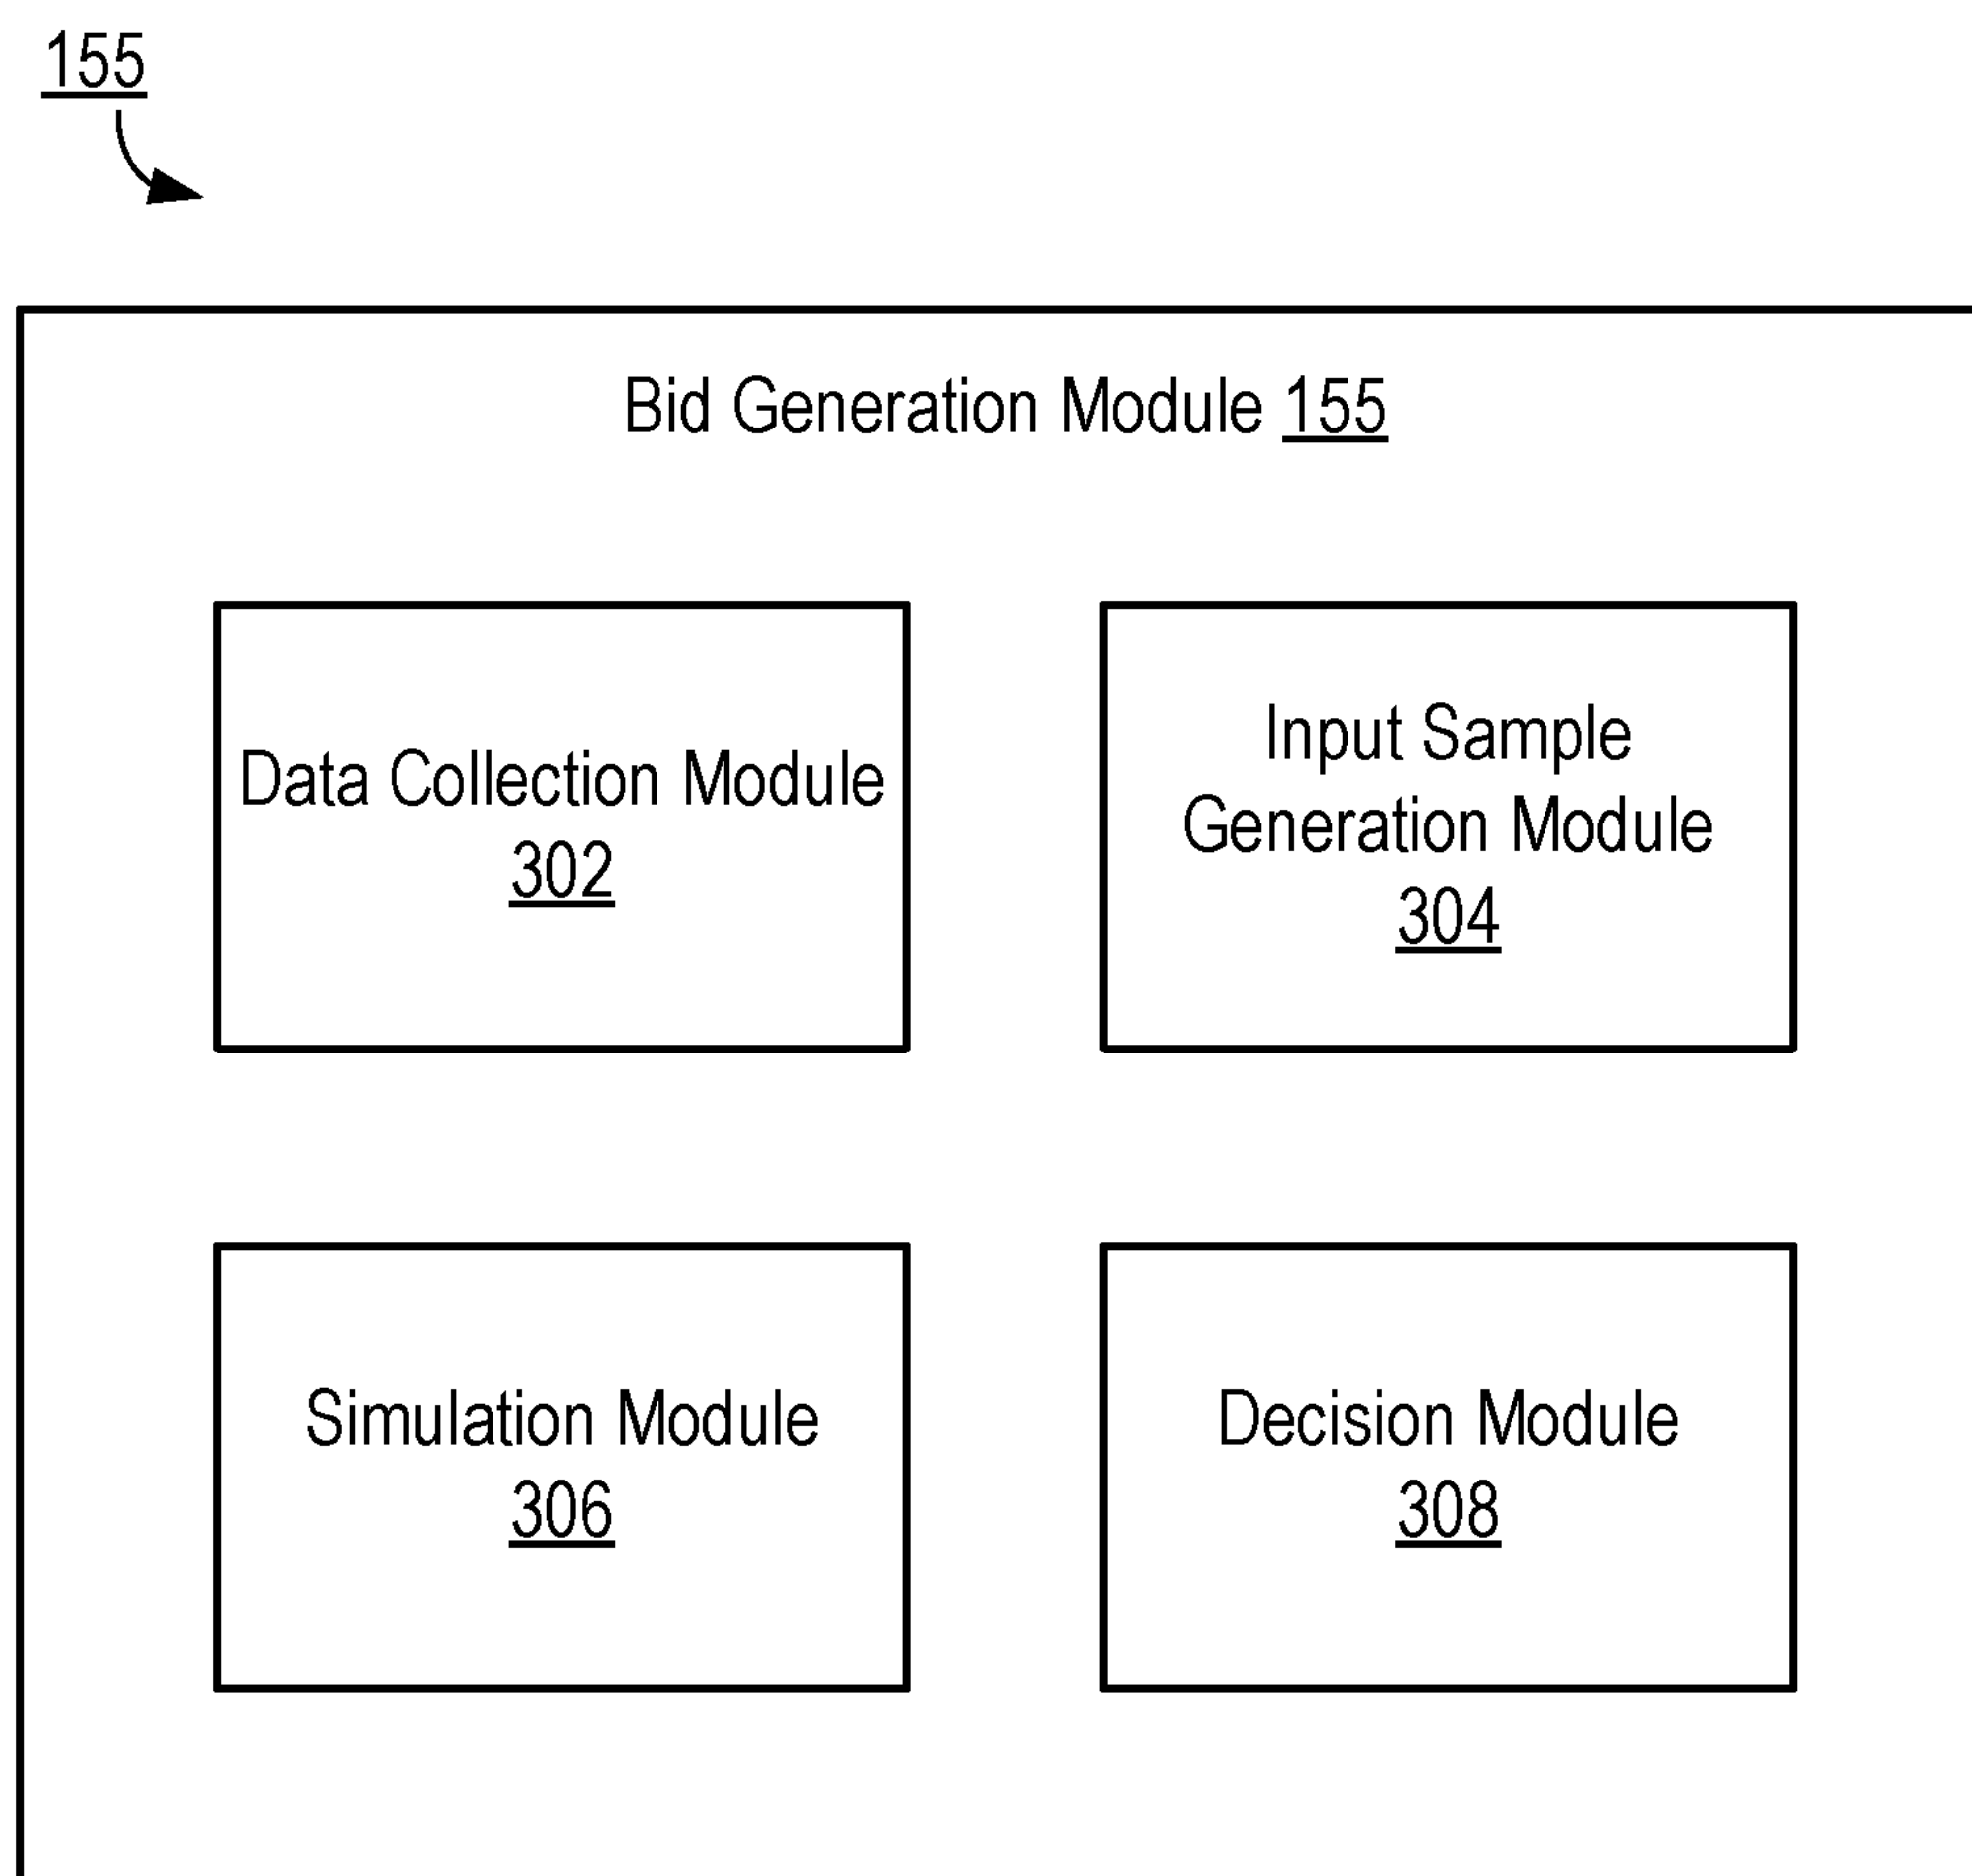 155
Bid Generation Module 155
Data Collection Module
302
Input Sample
Generation Module
304
Simulation Module
306
Decision Module
308